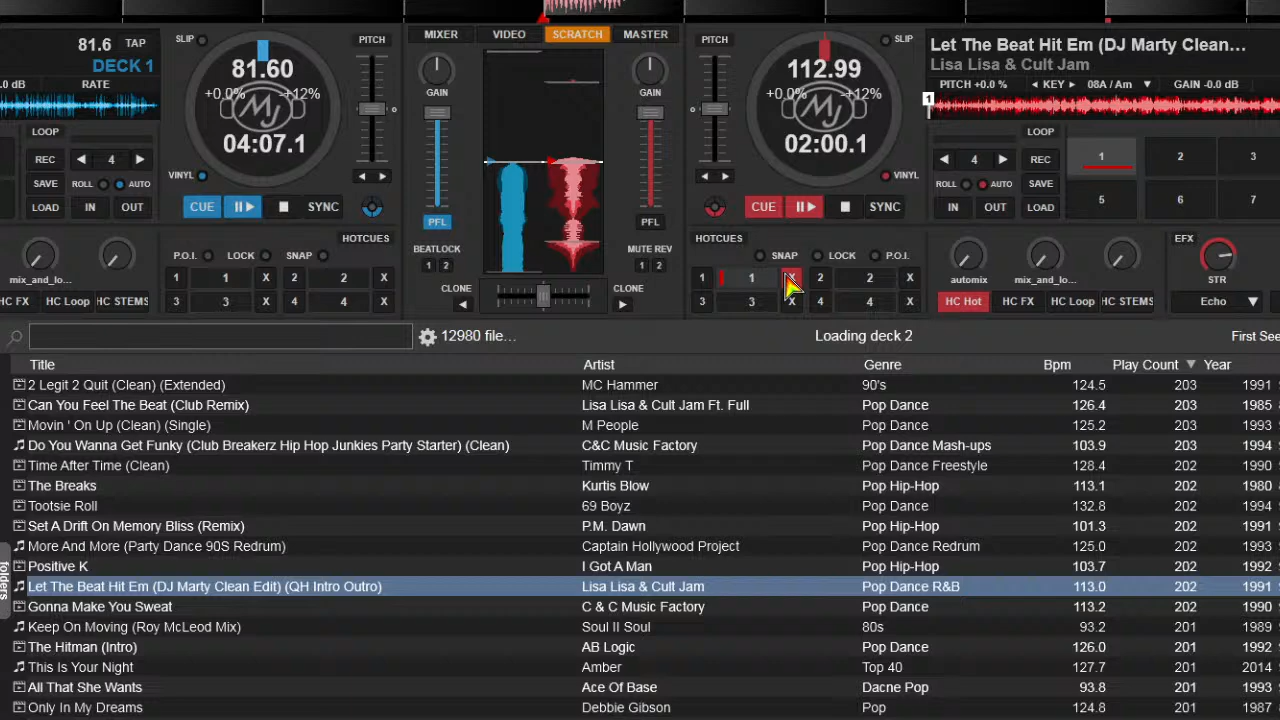 81.6 TAP
DECK 1
.0 dB RATE
LOOP
REC 4
SAVE ROLL AUTO
LOAD IN OUT
SLIP PITCH
81.60
+0.0% +12%
MJ
04:07.1
0
VINYL
CUE SYNC
HOTCUES
P.O.I. LOCK SNAP
1 1 X 2 2 X
3 3 X 4 4 X
mix_and_lo...
HC FX HC Loop HC STEMS
MIXER VIDEO SCRATCH MASTER
GAIN GAIN
PFL PFL
BEATLOCK MUTE REV
1 2 1 2
CLONE CLONE
PITCH SLIP
112.99
+0.0% +12%
MJ
02:00.1
0
VINYL
CUE SYNC
HOTCUES
SNAP LOCK P.O.I.
1 1 X 2 2 X
3 3 X 4 4 X
Let The Beat Hit Em (DJ Marty Clean...
Lisa Lisa & Cult Jam
PITCH +0.0 % KEY 08A / Am GAIN -0.0 dB
1
LOOP
4 REC
ROLL AUTO SAVE
IN OUT LOAD
1 2 3
5 6 7
automix mix_and_lo...
EFX
STR
HC Hot HC FX HC Loop HC STEMS Echo
12980 file... Loading deck 2 First See
Title Artist Genre Bpm Play Count Year
2 Legit 2 Quit (Clean) (Extended) MC Hammer 90's 124.5 203 1991
Can You Feel The Beat (Club Remix) Lisa Lisa & Cult Jam Ft. Full Pop Dance 126.4 203 1985
Movin ' On Up (Clean) (Single) M People Pop Dance 125.2 203 1993
Do You Wanna Get Funky (Club Breakerz Hip Hop Junkies Party Starter) (Clean) C&C Music Factory Pop Dance Mash-ups 103.9 203 1994
Time After Time (Clean) Timmy T Pop Dance Freestyle 128.4 202 1990
The Breaks Kurtis Blow Pop Hip-Hop 113.1 202 1980
Tootsie Roll 69 Boyz Pop Dance 132.8 202 1994
Set A Drift On Memory Bliss (Remix) P.M. Dawn Pop Hip-Hop 101.3 202 1991
More And More (Party Dance 90S Redrum) Captain Hollywood Project Pop Dance Redrum 125.0 202 1993
Positive K I Got A Man Pop Hip-Hop 103.7 202 1992
Let The Beat Hit Em (DJ Marty Clean Edit) (QH Intro Outro) Lisa Lisa & Cult Jam Pop Dance R&B 113.0 202 1991
Gonna Make You Sweat C & C Music Factory Pop Dance 113.2 202 1990
Keep On Moving (Roy McLeod Mix) Soul II Soul 80s 93.2 201 1989
The Hitman (Intro) AB Logic Pop Dance 126.0 201 1992
This Is Your Night Amber Top 40 127.7 201 2014
All That She Wants Ace Of Base Dacne Pop 93.8 201 1993
Only In My Dreams Debbie Gibson Pop 124.8 201 1987
folders